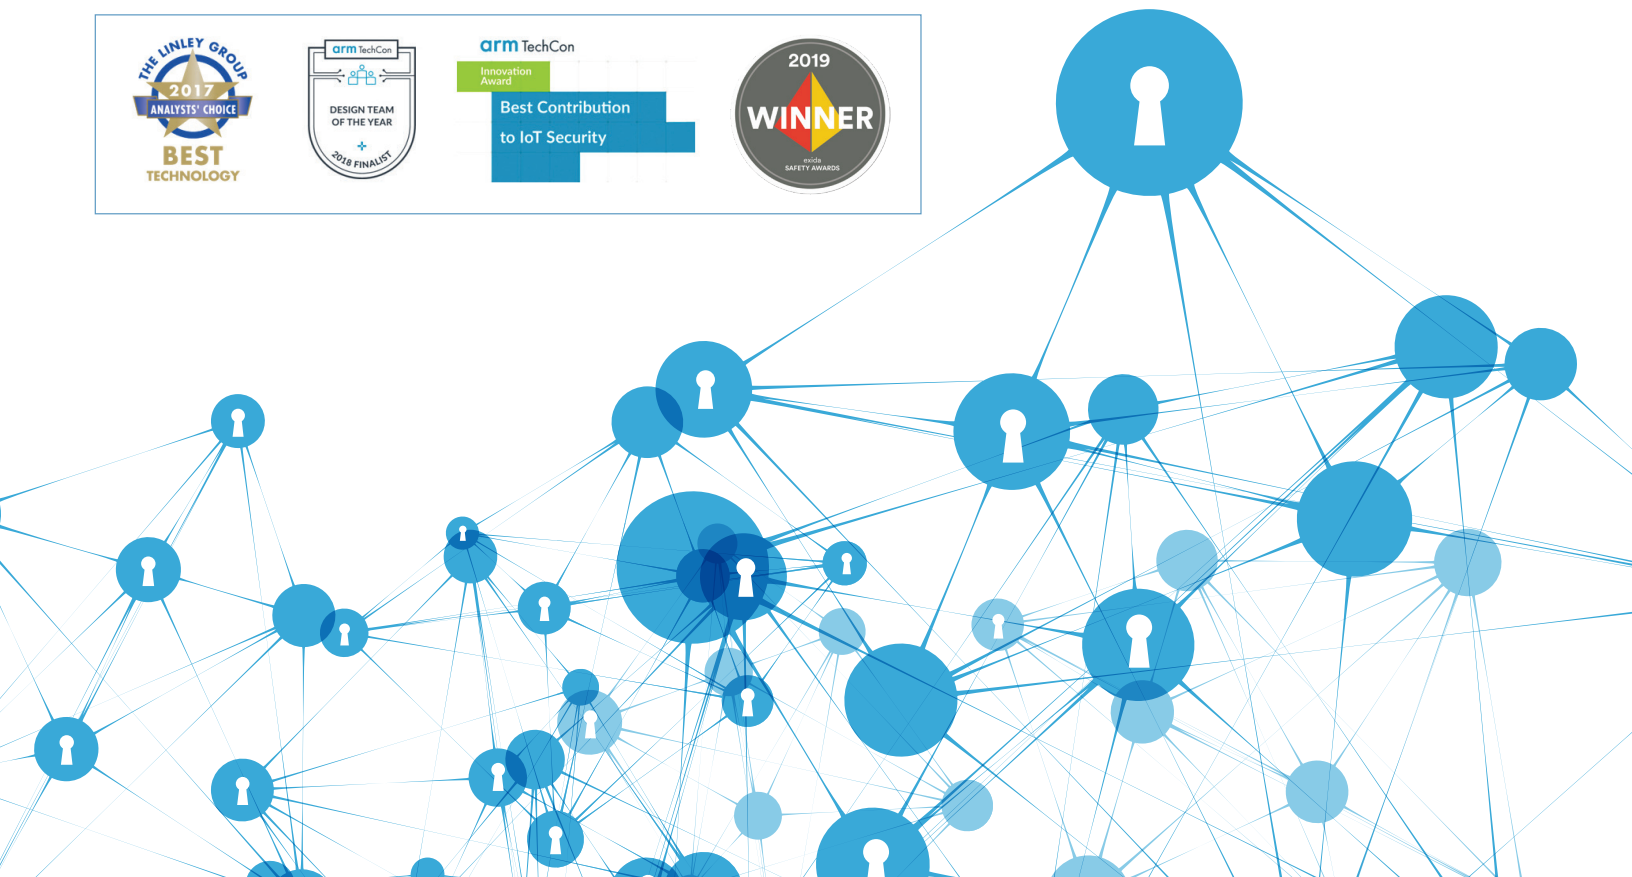 THE LINLEY GROUP
2017
ANALYSTS' CHOICE
BEST
TECHNOLOGY
arm TechCon
DESIGN TEAM
OF THE YEAR
2018 FINALIST
arm TechCon
Innovation
Award
Best Contribution
to IoT Security
2019
WINNER
exida
SAFETY AWARDS